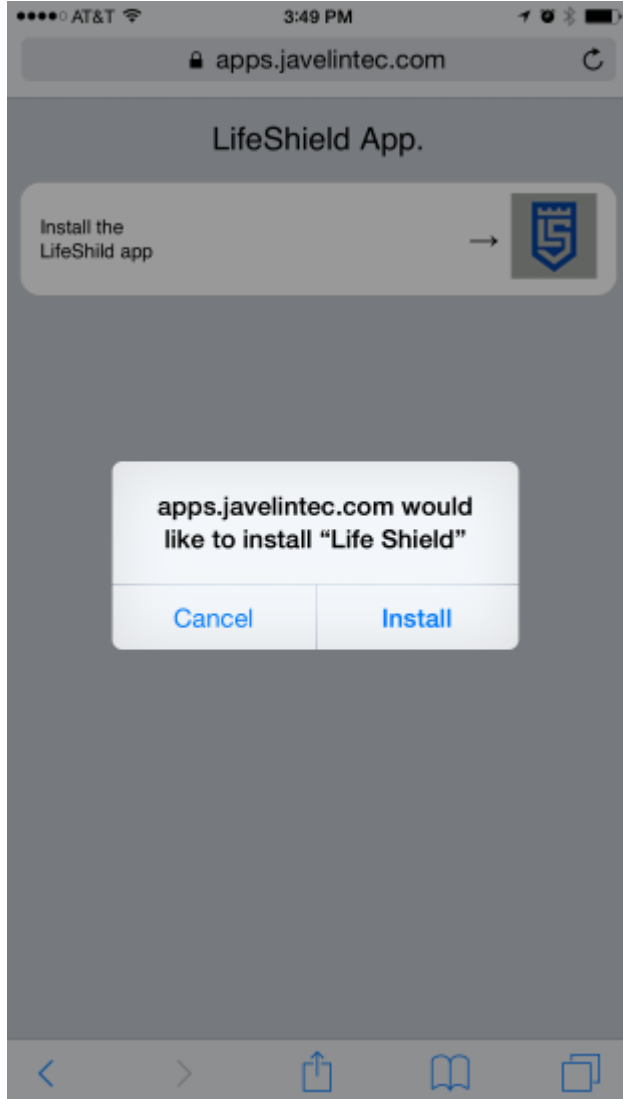 AT&T 3:49 PM
apps.javelintec.com
LifeShield App.
Install the
LifeShild app
→
LS
apps.javelintec.com would
like to install “Life Shield”
Cancel Install